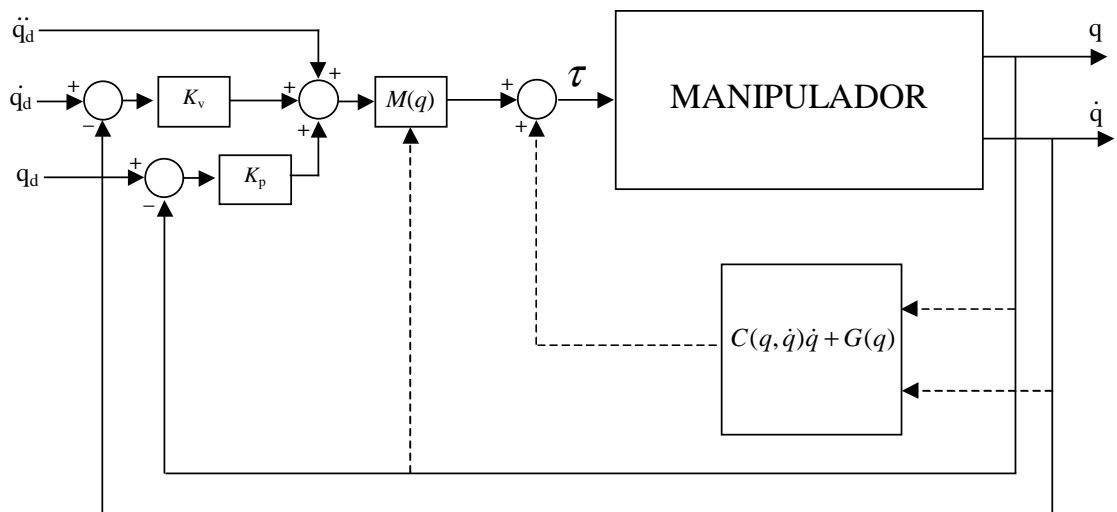 q̈d
q̇d
qd
+
−
+
−
Kv
Kp
+
+
+
M(q)
+
+
τ
MANIPULADOR
q
q̇
C(q, q̇)q̇ + G(q)